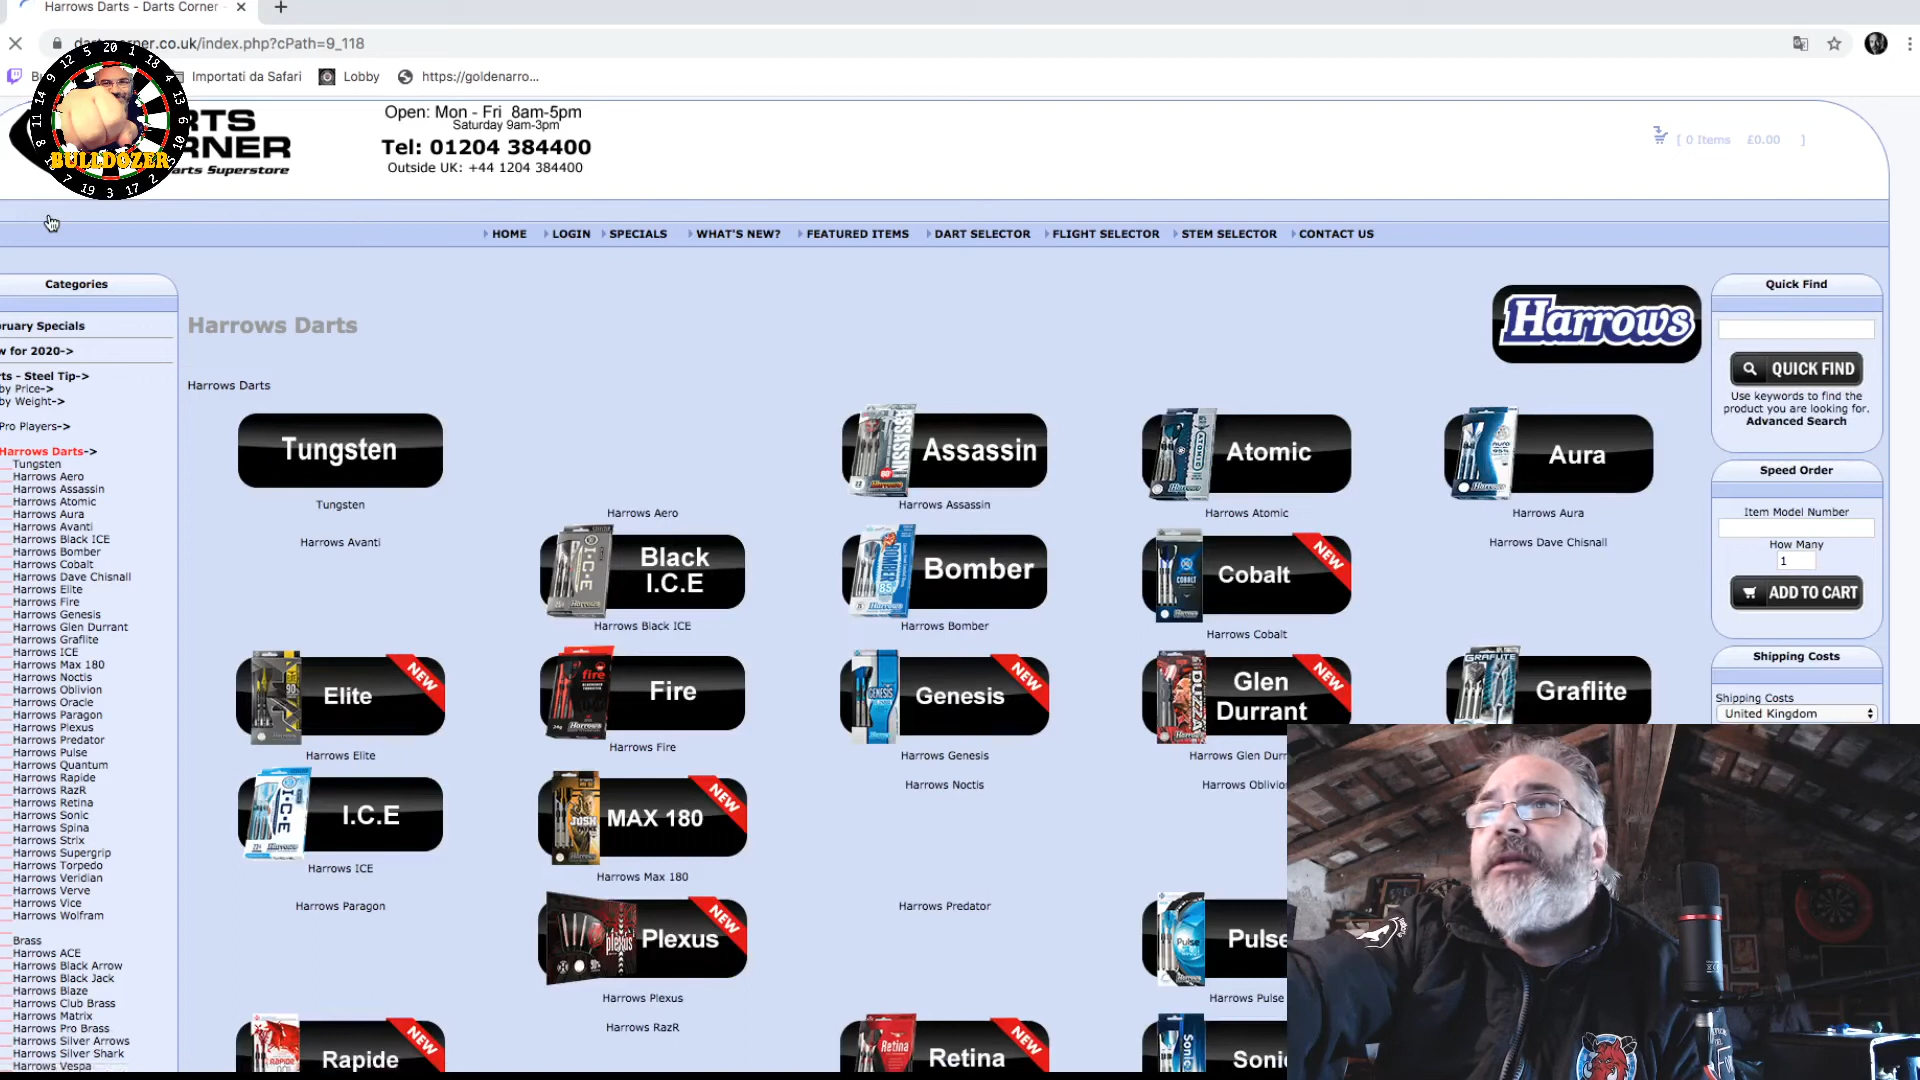 Harrows Darts - Darts Corner
dartscorner.co.uk/index.php?cPath=9_118
Importati da Safari
Lobby
https://goldenarro...
BULLDOZER
Darts Superstore
Open: Mon - Fri 8am-5pm
Saturday 9am-3pm
Tel: 01204 384400
Outside UK: +44 1204 384400
[ 0 Items £0.00 ]
HOME LOGIN SPECIALS WHAT'S NEW? FEATURED ITEMS DART SELECTOR FLIGHT SELECTOR STEM SELECTOR CONTACT US
Categories
ruary Specials
w for 2020->
rts - Steel Tip->
by Price->
by Weight->
Pro Players->
Harrows Darts->
Tungsten
Harrows Aero
Harrows Assassin
Harrows Atomic
Harrows Aura
Harrows Avanti
Harrows Black ICE
Harrows Bomber
Harrows Cobalt
Harrows Dave Chisnall
Harrows Elite
Harrows Fire
Harrows Genesis
Harrows Glen Durrant
Harrows Graflite
Harrows ICE
Harrows Max 180
Harrows Noctis
Harrows Oblivion
Harrows Oracle
Harrows Paragon
Harrows Plexus
Harrows Predator
Harrows Pulse
Harrows Quantum
Harrows Rapide
Harrows RazR
Harrows Retina
Harrows Sonic
Harrows Spina
Harrows Strix
Harrows Supergrip
Harrows Torpedo
Harrows Veridian
Harrows Verve
Harrows Vice
Harrows Wolfram
Brass
Harrows ACE
Harrows Black Arrow
Harrows Black Jack
Harrows Blaze
Harrows Club Brass
Harrows Matrix
Harrows Pro Brass
Harrows Silver Arrows
Harrows Silver Shark
Harrows Vespa
Harrows Darts
Harrows
Harrows Darts
Tungsten
Assassin
Atomic
Aura
Tungsten
Harrows Aero
Harrows Assassin
Harrows Atomic
Harrows Aura
Harrows Avanti
Black I.C.E
Bomber
Cobalt
NEW
Harrows Dave Chisnall
Harrows Black ICE
Harrows Bomber
Harrows Cobalt
Elite
NEW
Fire
Genesis
NEW
Glen Durrant
NEW
Graflite
Harrows Elite
Harrows Fire
Harrows Genesis
Harrows Glen Durr
I.C.E
MAX 180
NEW
Harrows Noctis
Harrows Oblivion
Harrows ICE
Harrows Max 180
Harrows Paragon
Plexus
NEW
Harrows Predator
Pulse
Harrows Plexus
Harrows Pulse
Rapide
NEW
Harrows RazR
Retina
NEW
Sonic
Quick Find
QUICK FIND
Use keywords to find the
product you are looking for.
Advanced Search
Speed Order
Item Model Number
How Many
1
ADD TO CART
Shipping Costs
Shipping Costs
United Kingdom